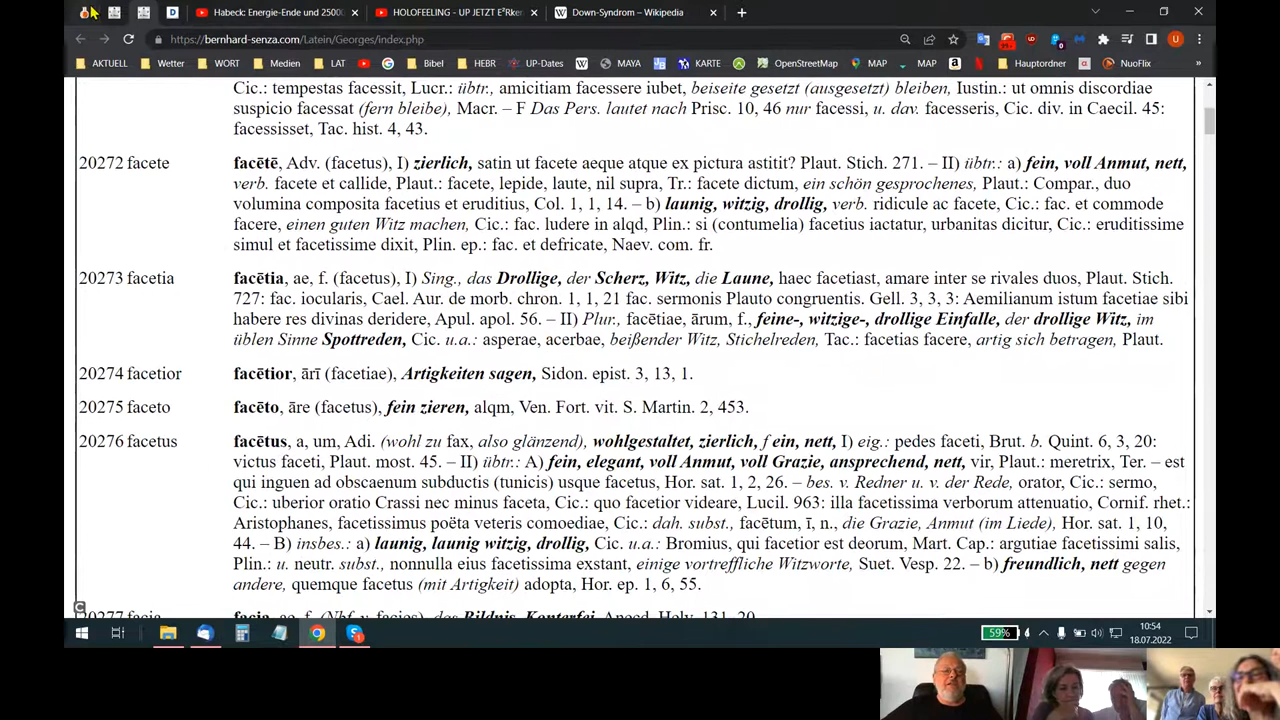 Habeck: Energie-Ende und 25000
HOLOFEELING - UP JETZT E²Rker
Down-Syndrom – Wikipedia
https://bernhard-senza.com/Latein/Georges/index.php
AKTUELL Wetter WORT Medien LAT Bibel HEBR UP-Dates MAYA KARTE OpenStreetMap MAP MAP NuoFlix Hauptordner
Cic.: tempestas facessit, Lucr.: übtr., amicitiam facessere iubet, beiseite gesetzt (ausgesetzt) bleiben, Iustin.: ut omnis discordiae
suspicio facessat (fern bleibe), Macr. – F Das Pers. lautet nach Prisc. 10, 46 nur facessi, u. dav. facesseris, Cic. div. in Caecil. 45:
facessisset, Tac. hist. 4, 43.
20272 facete facētē, Adv. (facetus), I) zierlich, satin ut facete aeque atque ex pictura astitit? Plaut. Stich. 271. – II) übtr.: a) fein, voll Anmut, nett,
verb. facete et callide, Plaut.: facete, lepide, laute, nil supra, Tr.: facete dictum, ein schön gesprochenes, Plaut.: Compar., duo
volumina composita facetius et eruditius, Col. 1, 1, 14. – b) launig, witzig, drollig, verb. ridicule ac facete, Cic.: fac. et commode
facere, einen guten Witz machen, Cic.: fac. ludere in alqd, Plin.: si (contumelia) facetius iactatur, urbanitas dicitur, Cic.: eruditissime
simul et facetissime dixit, Plin. ep.: fac. et defricate, Naev. com. fr.
20273 facetia facētia, ae, f. (facetus), I) Sing., das Drollige, der Scherz, Witz, die Laune, haec facetiast, amare inter se rivales duos, Plaut. Stich.
727: fac. iocularis, Cael. Aur. de morb. chron. 1, 1, 21 fac. sermonis Plauto congruentis. Gell. 3, 3, 3: Aemilianum istum facetiae sibi
habere res divinas deridere, Apul. apol. 56. – II) Plur., facētiae, ārum, f., feine-, witzige-, drollige Einfalle, der drollige Witz, im
üblen Sinne Spottreden, Cic. u.a.: asperae, acerbae, beißender Witz, Stichelreden, Tac.: facetias facere, artig sich betragen, Plaut.
20274 facetior facētior, ārī (facetiae), Artigkeiten sagen, Sidon. epist. 3, 13, 1.
20275 faceto facēto, āre (facetus), fein zieren, alqm, Ven. Fort. vit. S. Martin. 2, 453.
20276 facetus facētus, a, um, Adi. (wohl zu fax, also glänzend), wohlgestaltet, zierlich, f ein, nett, I) eig.: pedes faceti, Brut. b. Quint. 6, 3, 20:
victus faceti, Plaut. most. 45. – II) übtr.: A) fein, elegant, voll Anmut, voll Grazie, ansprechend, nett, vir, Plaut.: meretrix, Ter. – est
qui inguen ad obscaenum subductis (tunicis) usque facetus, Hor. sat. 1, 2, 26. – bes. v. Redner u. v. der Rede, orator, Cic.: sermo,
Cic.: uberior oratio Crassi nec minus faceta, Cic.: quo facetior videare, Lucil. 963: illa facetissima verborum attenuatio, Cornif. rhet.:
Aristophanes, facetissimus poëta veteris comoediae, Cic.: dah. subst., facētum, ī, n., die Grazie, Anmut (im Liede), Hor. sat. 1, 10,
44. – B) insbes.: a) launig, launig witzig, drollig, Cic. u.a.: Bromius, qui facetior est deorum, Mart. Cap.: argutiae facetissimi salis,
Plin.: u. neutr. subst., nonnulla eius facetissima exstant, einige vortreffliche Witzworte, Suet. Vesp. 22. – b) freundlich, nett gegen
andere, quemque facetus (mit Artigkeit) adopta, Hor. ep. 1, 6, 55.
20277 facia facia, ae, f. (Nbf. v. facies), das Bildnis, Konterfei, Anecd. Helv. 131, 20.
59%
10:54
18.07.2022